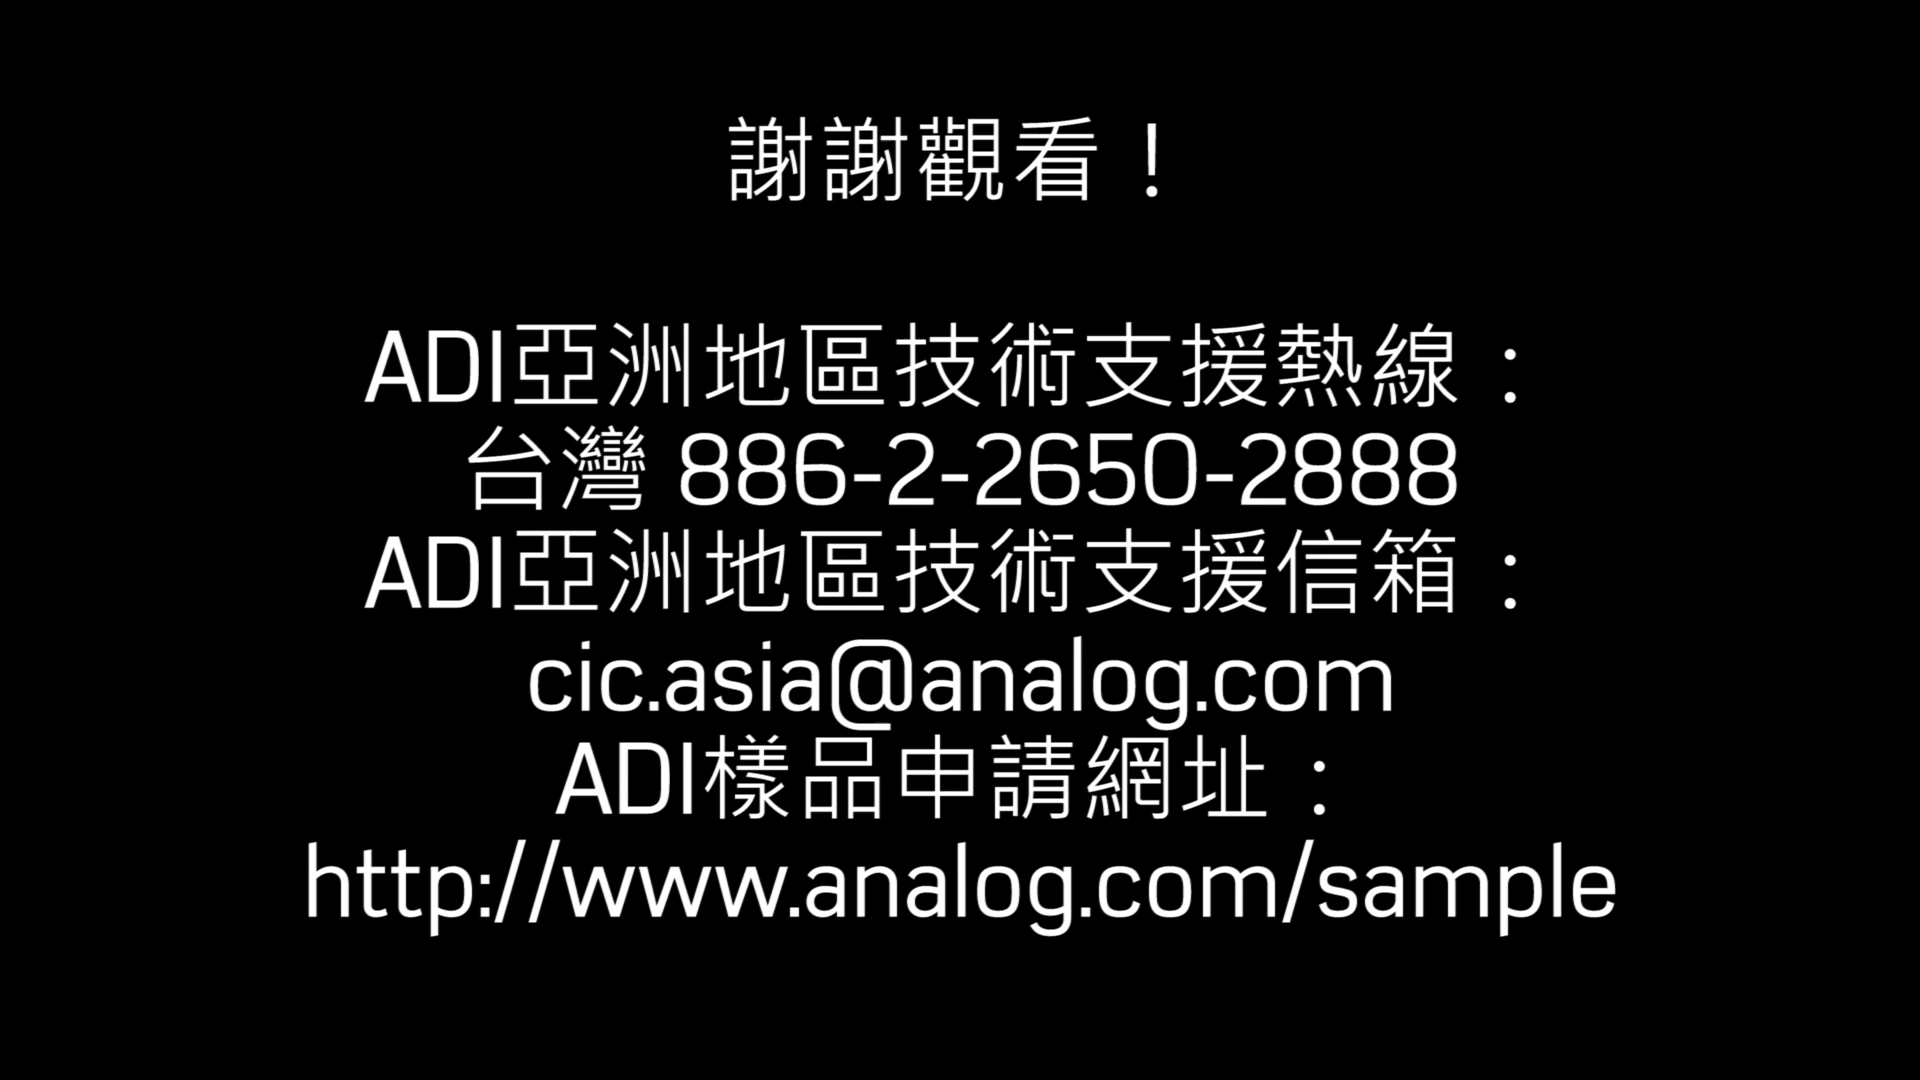 謝謝觀看！
ADI亞洲地區技術支援熱線：
台灣 886-2-2650-2888
ADI亞洲地區技術支援信箱：
cic.asia@analog.com
ADI樣品申請網址：
http://www.analog.com/sample